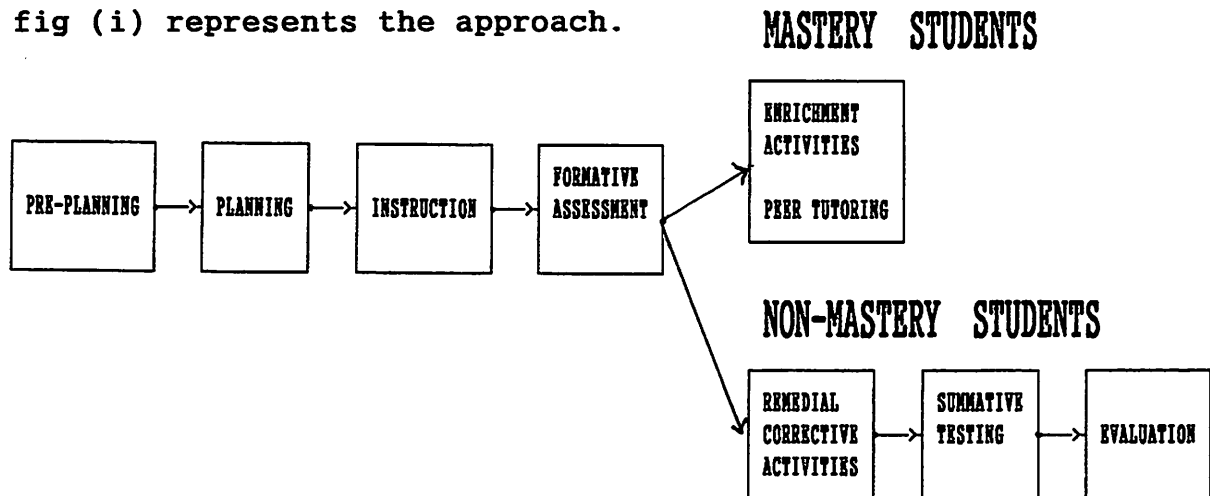 fig (i) represents the approach.
MASTERY STUDENTS
ENRICHMENT
ACTIVITIES
PEER TUTORING
PRE-PLANNING
PLANNING
INSTRUCTION
FORMATIVE
ASSESSMENT
NON-MASTERY STUDENTS
REMEDIAL
CORRECTIVE
ACTIVITIES
SUMMATIVE
TESTING
EVALUATION